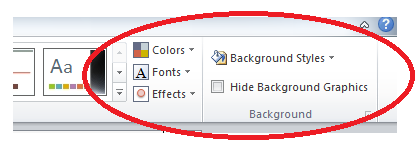 Colors
Aa
Fonts
Effects
Background Styles
Hide Background Graphics
Background